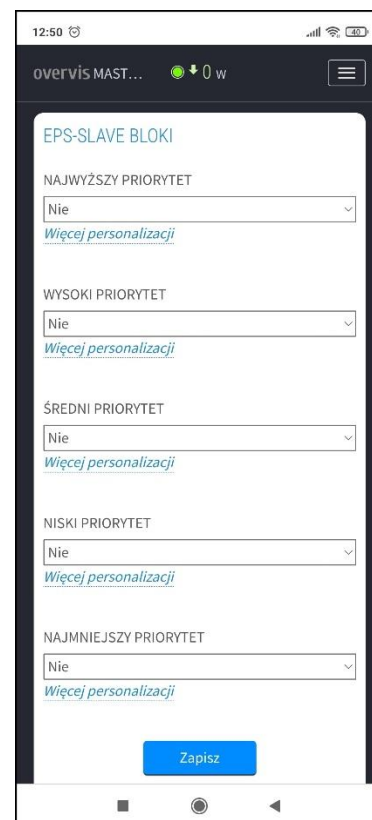 12:50
40
overvis MAST... 0 w
EPS-SLAVE BLOKI
NAJWYŻSZY PRIORYTET
Nie
Więcej personalizacji
WYSOKI PRIORYTET
Nie
Więcej personalizacji
ŚREDNI PRIORYTET
Nie
Więcej personalizacji
NISKI PRIORYTET
Nie
Więcej personalizacji
NAJMNIEJSZY PRIORYTET
Nie
Więcej personalizacji
Zapisz